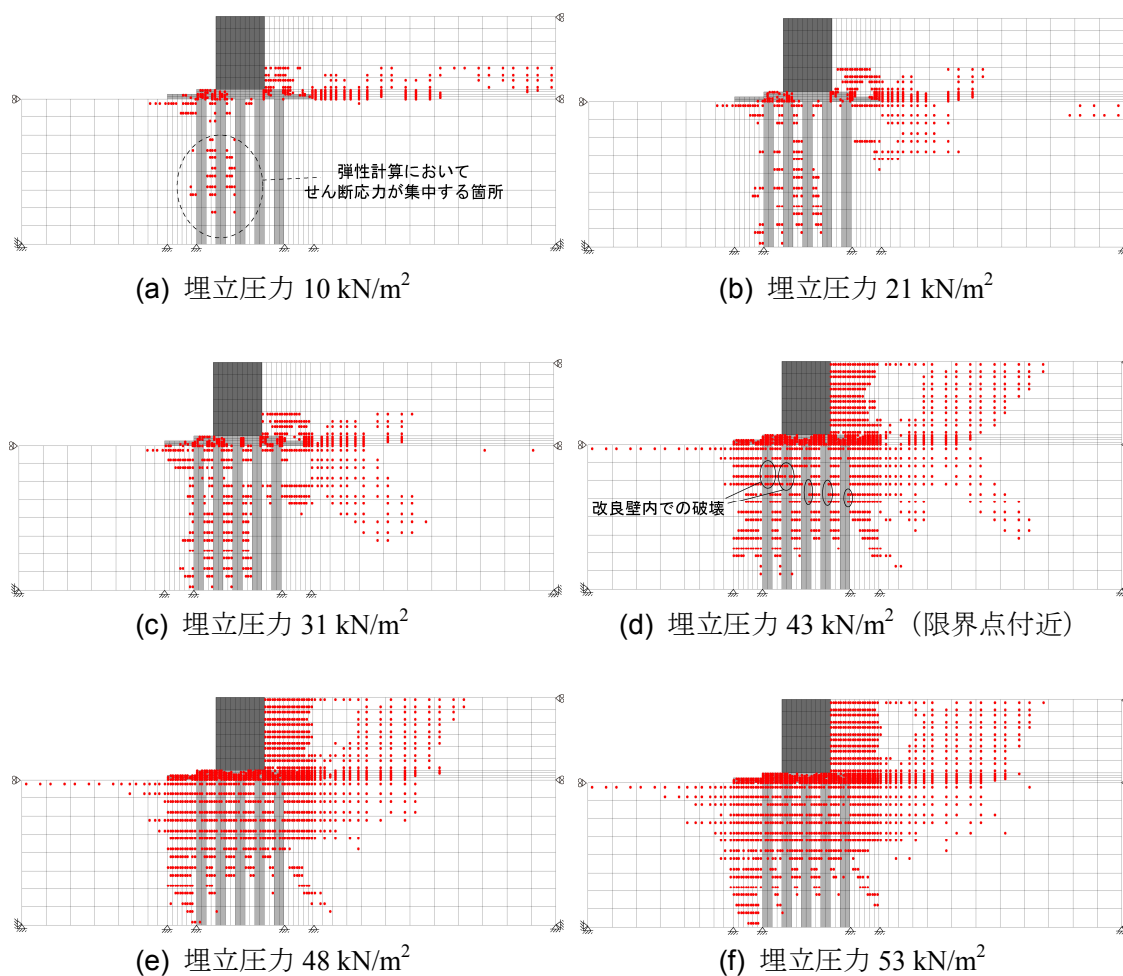 弾性計算において
せん断応力が集中する箇所
(a) 埋立圧力 10 kN/m²
(b) 埋立圧力 21 kN/m²
(c) 埋立圧力 31 kN/m²
改良壁内での破壊
(d) 埋立圧力 43 kN/m²（限界点付近）
(e) 埋立圧力 48 kN/m²
(f) 埋立圧力 53 kN/m²